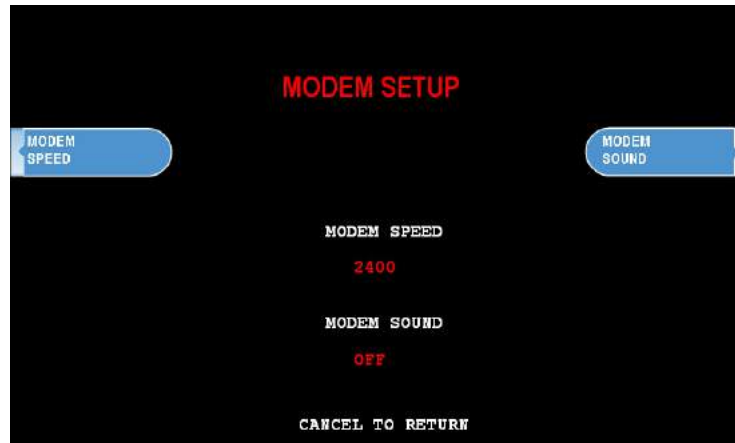 MODEM SETUP
MODEM
SPEED
MODEM
SOUND
MODEM SPEED
2400
MODEM SOUND
OFF
CANCEL TO RETURN